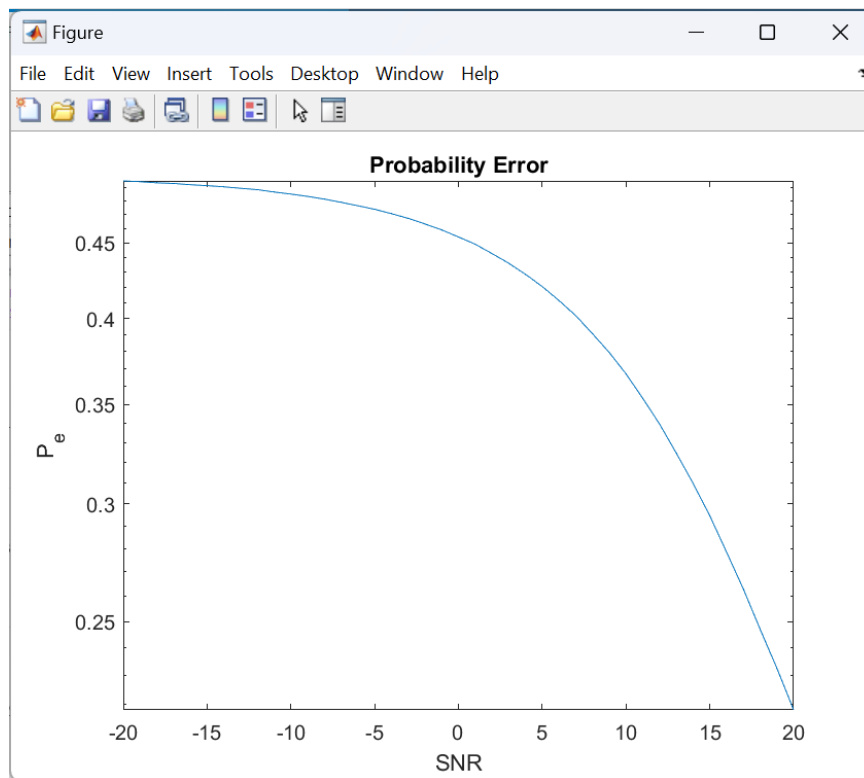 Figure
File Edit View Insert Tools Desktop Window Help
Probability Error
0.45
0.4
0.35
0.3
0.25
P_e
-20 -15 -10 -5 0 5 10 15 20
SNR